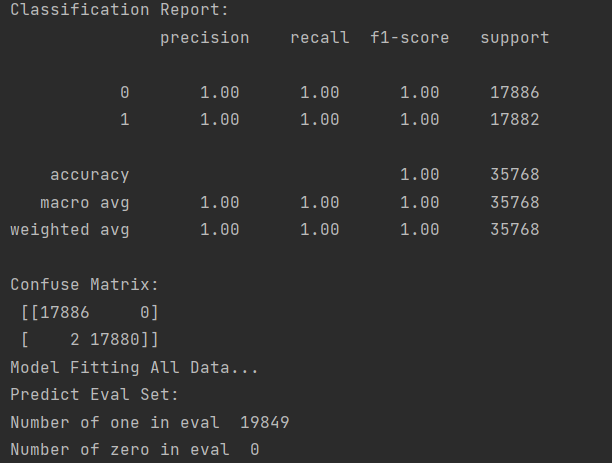 Classification Report:
precision recall f1-score support
0 1.00 1.00 1.00 17886
1 1.00 1.00 1.00 17882
accuracy 1.00 35768
macro avg 1.00 1.00 1.00 35768
weighted avg 1.00 1.00 1.00 35768
Confuse Matrix:
[[17886 0]
[ 2 17880]]
Model Fitting All Data...
Predict Eval Set:
Number of one in eval 19849
Number of zero in eval 0